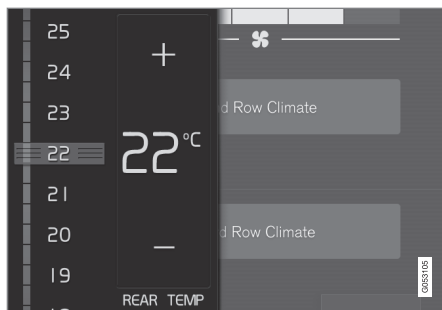 25
24
23
22
21
20
19
+
22°C
−
REAR TEMP
d Row Climate
d Row Climate
G053105